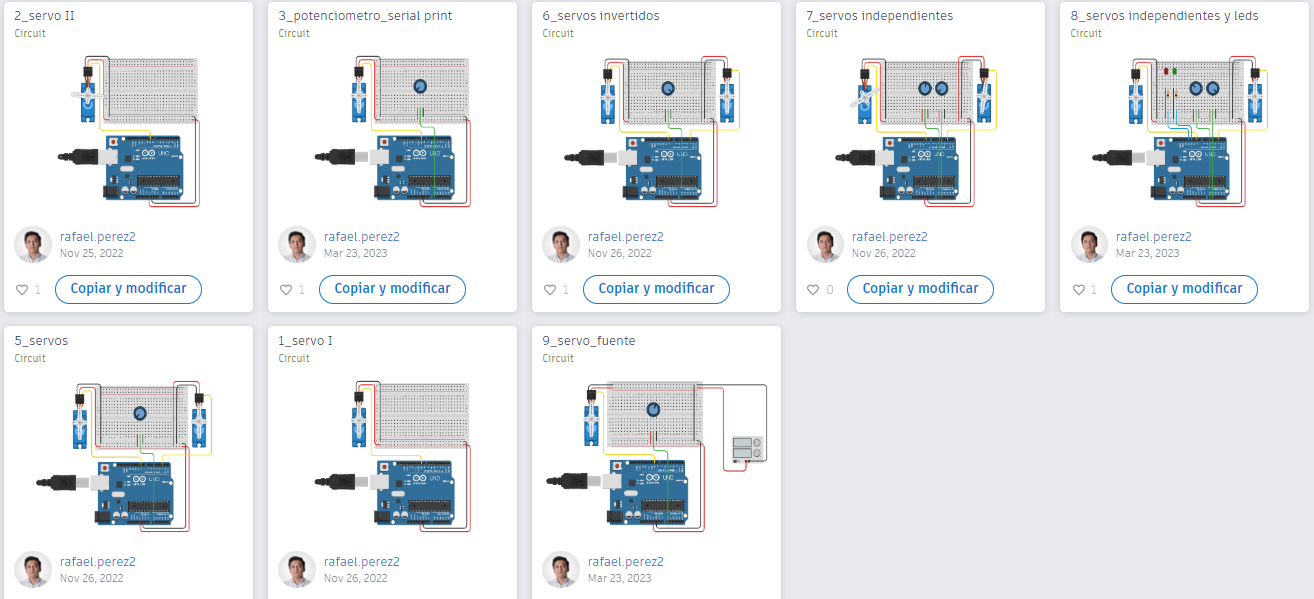 2_servo II
Circuit
rafael.perez2
Nov 25, 2022
1
Copiar y modificar
3_potenciometro_serial print
Circuit
rafael.perez2
Mar 23, 2023
1
Copiar y modificar
6_servos invertidos
Circuit
rafael.perez2
Nov 26, 2022
1
Copiar y modificar
7_servos independientes
Circuit
rafael.perez2
Nov 26, 2022
0
Copiar y modificar
8_servos independientes y leds
Circuit
rafael.perez2
Mar 23, 2023
1
Copiar y modificar
5_servos
Circuit
rafael.perez2
Nov 26, 2022
1_servo I
Circuit
rafael.perez2
Nov 26, 2022
9_servo_fuente
Circuit
rafael.perez2
Mar 23, 2023